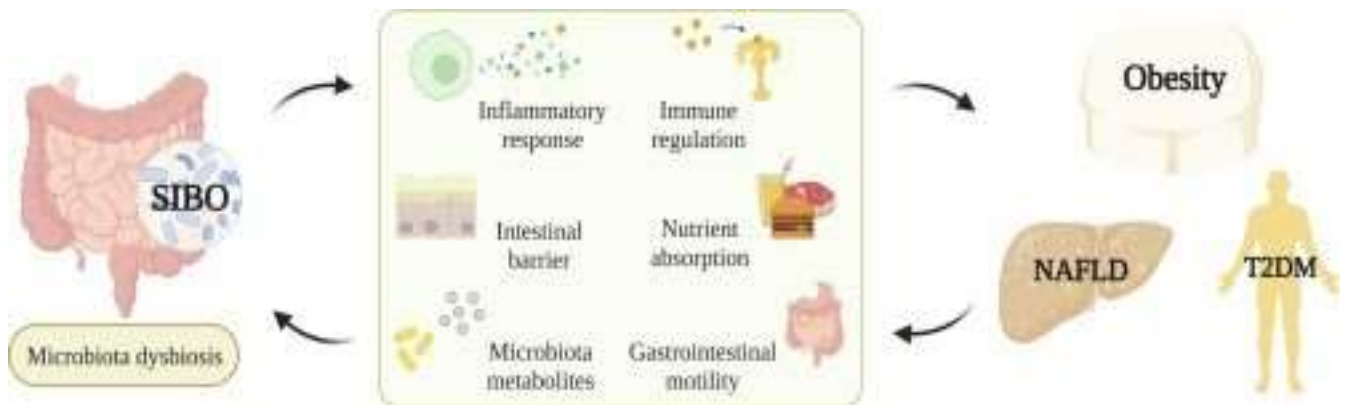 SIBO
Microbiota dysbiosis
Inflammatory
response
Immune
regulation
Intestinal
barrier
Nutrient
absorption
Microbiota
metabolites
Gastrointestinal
motility
Obesity
NAFLD
T2DM